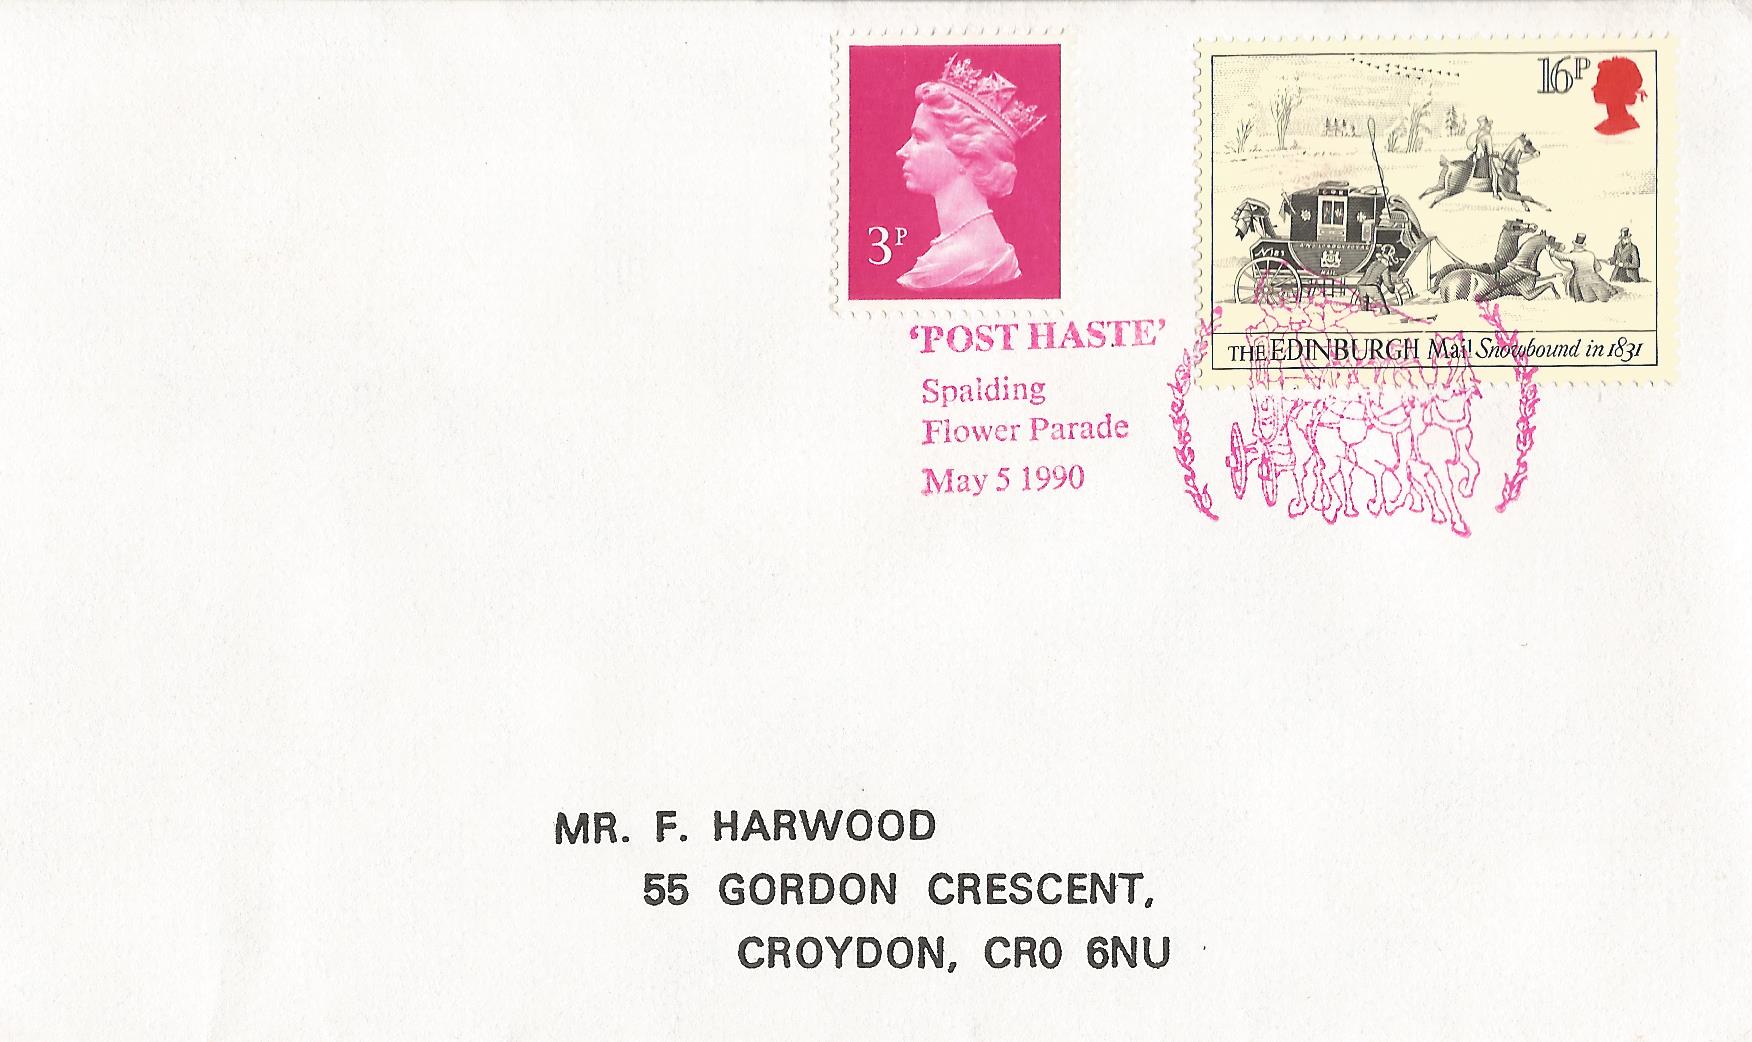 3P
16P
THE EDINBURGH Mail Snowbound in 1831
'POST HASTE'
Spalding
Flower Parade
May 5 1990
MR. F. HARWOOD
55 GORDON CRESCENT,
CROYDON, CR0 6NU